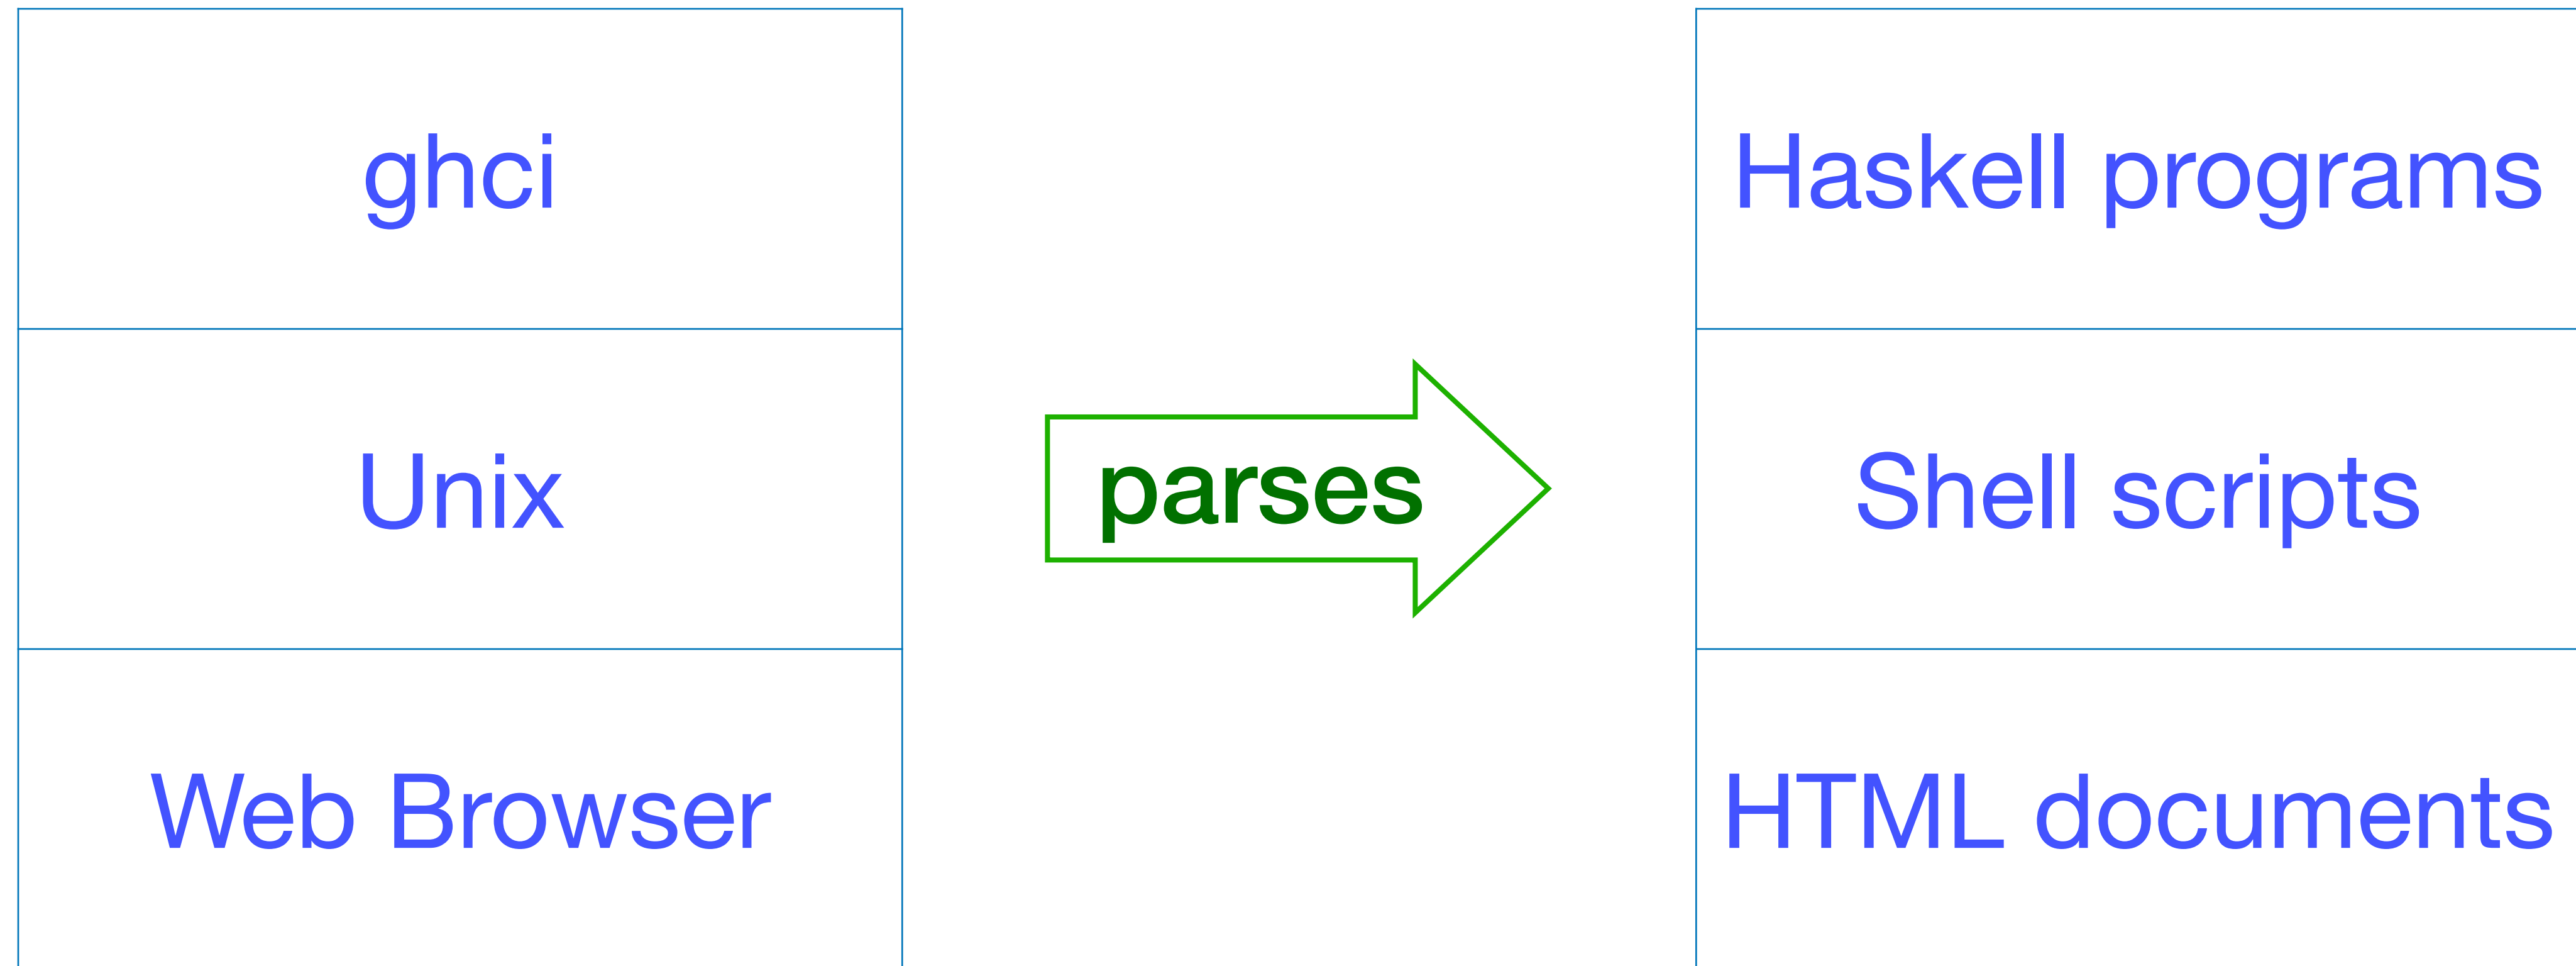 ghci
parses
Haskell programs
Unix
Shell scripts
Web Browser
HTML documents